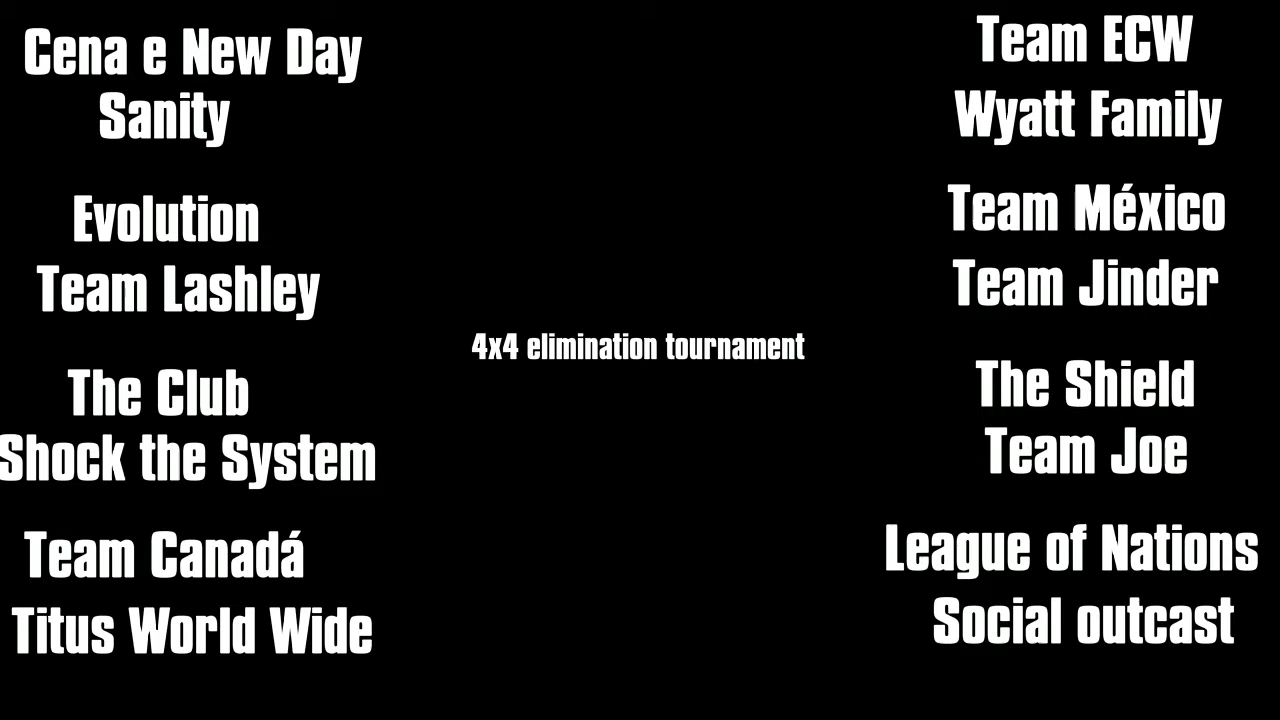 Cena e New Day
Sanity
Evolution
Team Lashley
The Club
Shock the System
Team Canadá
Titus World Wide
4x4 elimination tournament
Team ECW
Wyatt Family
Team México
Team Jinder
The Shield
Team Joe
League of Nations
Social outcast